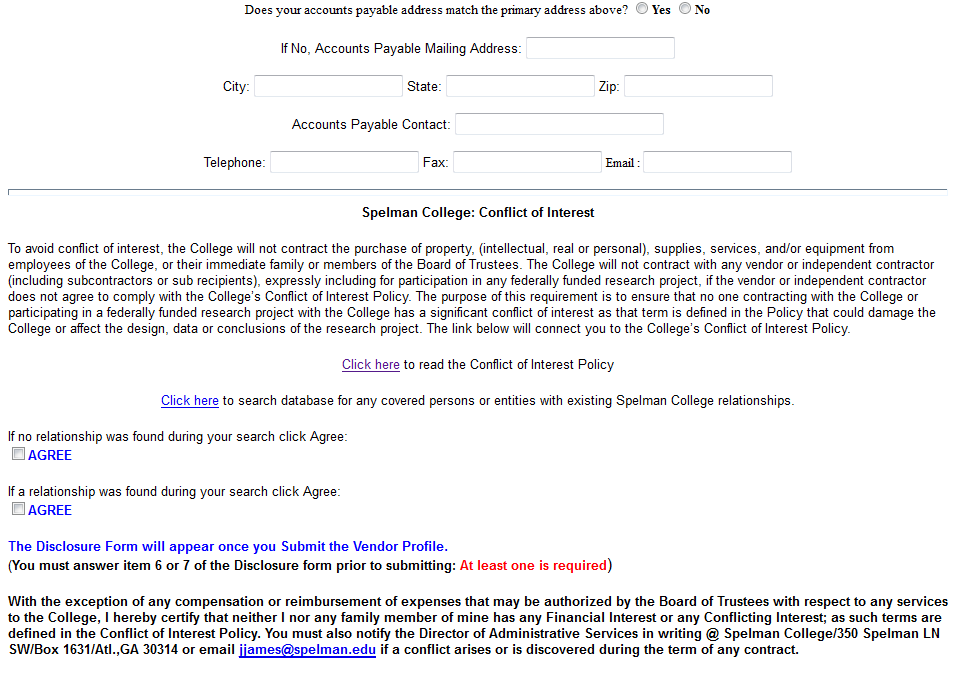 Does your accounts payable address match the primary address above? Yes No
If No, Accounts Payable Mailing Address:
City: State: Zip:
Accounts Payable Contact:
Telephone: Fax: Email :
Spelman College: Conflict of Interest
To avoid conflict of interest, the College will not contract the purchase of property, (intellectual, real or personal), supplies, services, and/or equipment from
employees of the College, or their immediate family or members of the Board of Trustees. The College will not contract with any vendor or independent contractor
(including subcontractors or sub recipients), expressly including for participation in any federally funded research project, if the vendor or independent contractor
does not agree to comply with the College's Conflict of Interest Policy. The purpose of this requirement is to ensure that no one contracting with the College or
participating in a federally funded research project with the College has a significant conflict of interest as that term is defined in the Policy that could damage the
College or affect the design, data or conclusions of the research project. The link below will connect you to the College's Conflict of Interest Policy.
Click here to read the Conflict of Interest Policy
Click here to search database for any covered persons or entities with existing Spelman College relationships.
If no relationship was found during your search click Agree:
AGREE
If a relationship was found during your search click Agree:
AGREE
The Disclosure Form will appear once you Submit the Vendor Profile.
(You must answer item 6 or 7 of the Disclosure form prior to submitting: At least one is required)
With the exception of any compensation or reimbursement of expenses that may be authorized by the Board of Trustees with respect to any services
to the College, I hereby certify that neither I nor any family member of mine has any Financial Interest or any Conflicting Interest; as such terms are
defined in the Conflict of Interest Policy. You must also notify the Director of Administrative Services in writing @ Spelman College/350 Spelman LN
SW/Box 1631/Atl.,GA 30314 or email jjames@spelman.edu if a conflict arises or is discovered during the term of any contract.